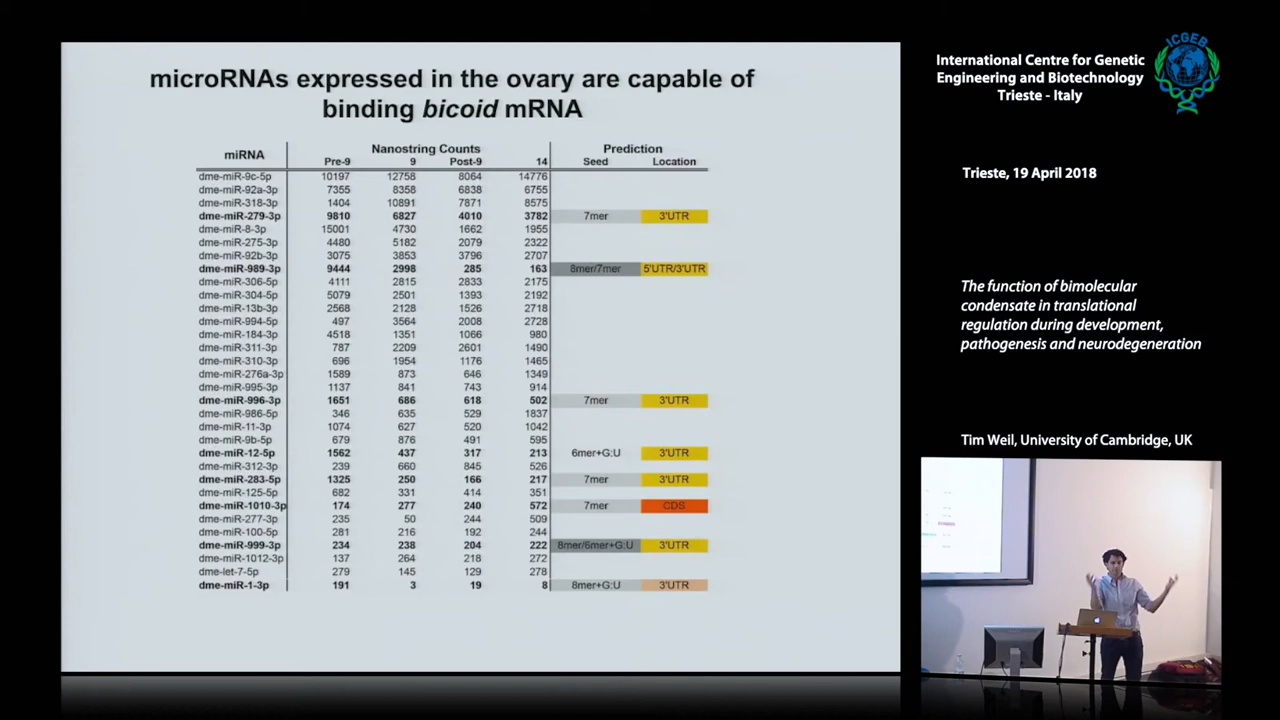 microRNAs expressed in the ovary are capable of
binding bicoid mRNA
miRNA Nanostring Counts Prediction
Pre-9 9 Post-9 14 Seed Location
dme-miR-9c-5p 10197 12758 8064 14776
dme-miR-92a-3p 7355 8358 6838 6755
dme-miR-318-3p 1404 10891 7871 8575
dme-miR-279-3p 9810 6827 4010 3782 7mer 3'UTR
dme-miR-8-3p 15001 4730 1662 1955
dme-miR-275-3p 4480 5182 2079 2322
dme-miR-92b-3p 3075 3853 3796 2707
dme-miR-989-3p 9444 2998 285 163 8mer/7mer 5'UTR/3'UTR
dme-miR-306-5p 4111 2815 2833 2175
dme-miR-304-5p 5079 2501 1393 2192
dme-miR-13b-3p 2568 2128 1526 2718
dme-miR-994-5p 497 3564 2008 2728
dme-miR-184-3p 4518 1351 1066 980
dme-miR-311-3p 787 2209 2601 1490
dme-miR-310-3p 696 1954 1176 1465
dme-miR-276a-3p 1589 873 646 1349
dme-miR-995-3p 1137 841 743 914
dme-miR-996-3p 1651 686 618 502 7mer 3'UTR
dme-miR-986-5p 346 635 529 1837
dme-miR-11-3p 1074 627 520 1042
dme-miR-9b-5p 679 876 491 595
dme-miR-12-5p 1562 437 317 213 6mer+G:U 3'UTR
dme-miR-312-3p 239 660 845 526
dme-miR-283-5p 1325 250 166 217 7mer 3'UTR
dme-miR-125-5p 682 331 414 351
dme-miR-1010-3p 174 277 240 572 7mer CDS
dme-miR-277-3p 235 50 244 509
dme-miR-100-5p 281 216 192 244
dme-miR-999-3p 234 238 204 222 8mer/6mer+G:U 3'UTR
dme-miR-1012-3p 137 264 218 272
dme-let-7-5p 279 145 129 278
dme-miR-1-3p 191 3 19 8 8mer+G:U 3'UTR
International Centre for Genetic
Engineering and Biotechnology
Trieste - Italy
ICGEB
Trieste, 19 April 2018
The function of bimolecular
condensate in translational
regulation during development,
pathogenesis and neurodegeneration
Tim Weil, University of Cambridge, UK